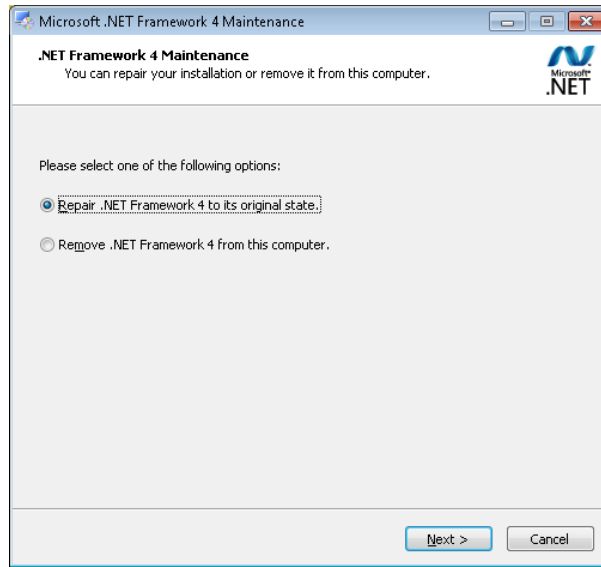 Microsoft .NET Framework 4 Maintenance
.NET Framework 4 Maintenance
You can repair your installation or remove it from this computer.
Microsoft®
.NET
Please select one of the following options:
Repair .NET Framework 4 to its original state.
Remove .NET Framework 4 from this computer.
Next >
Cancel